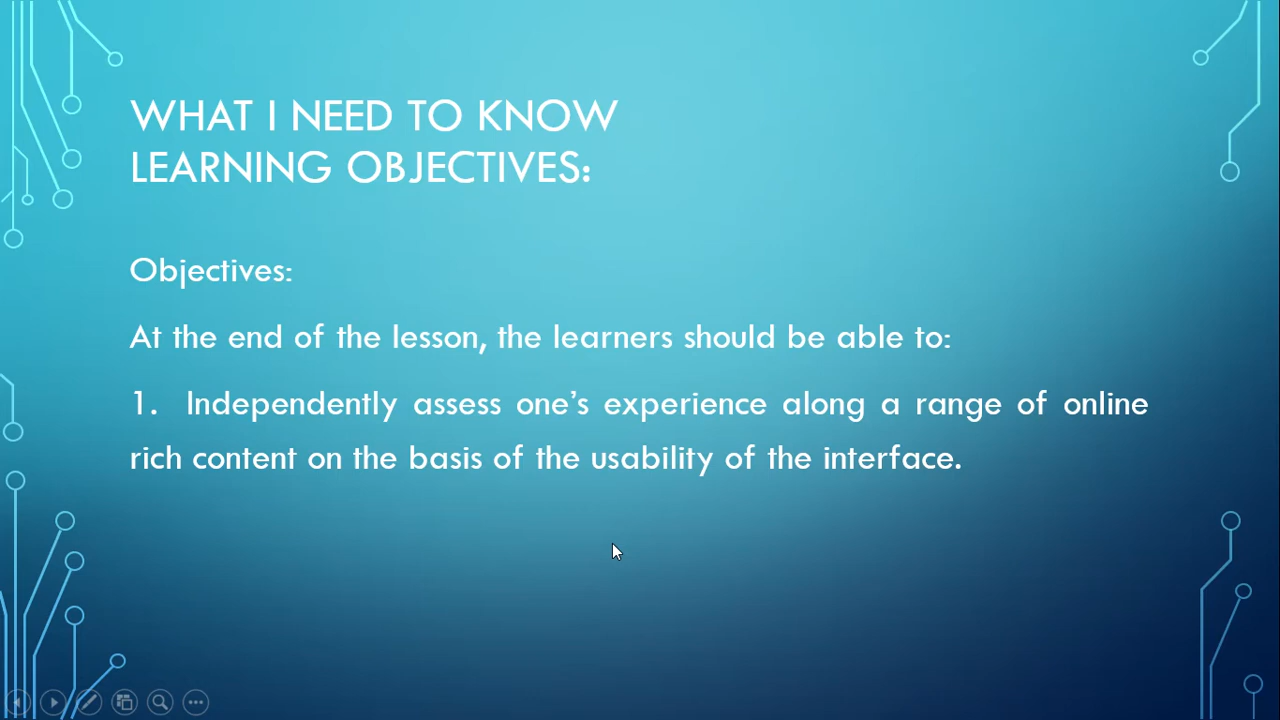 WHAT I NEED TO KNOW
LEARNING OBJECTIVES:
Objectives:
At the end of the lesson, the learners should be able to:
1. Independently assess one’s experience along a range of online
rich content on the basis of the usability of the interface.